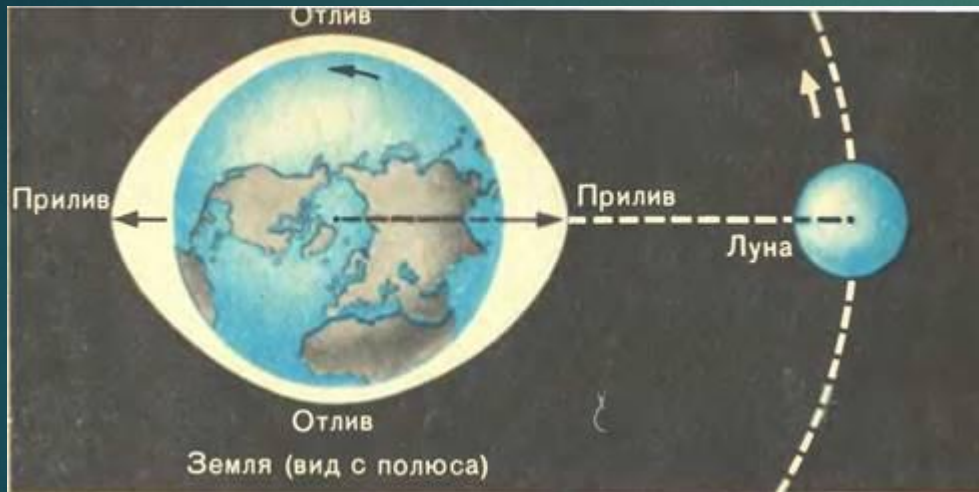 Отлив
Прилив
Прилив
Луна
Отлив
Земля (вид с полюса)